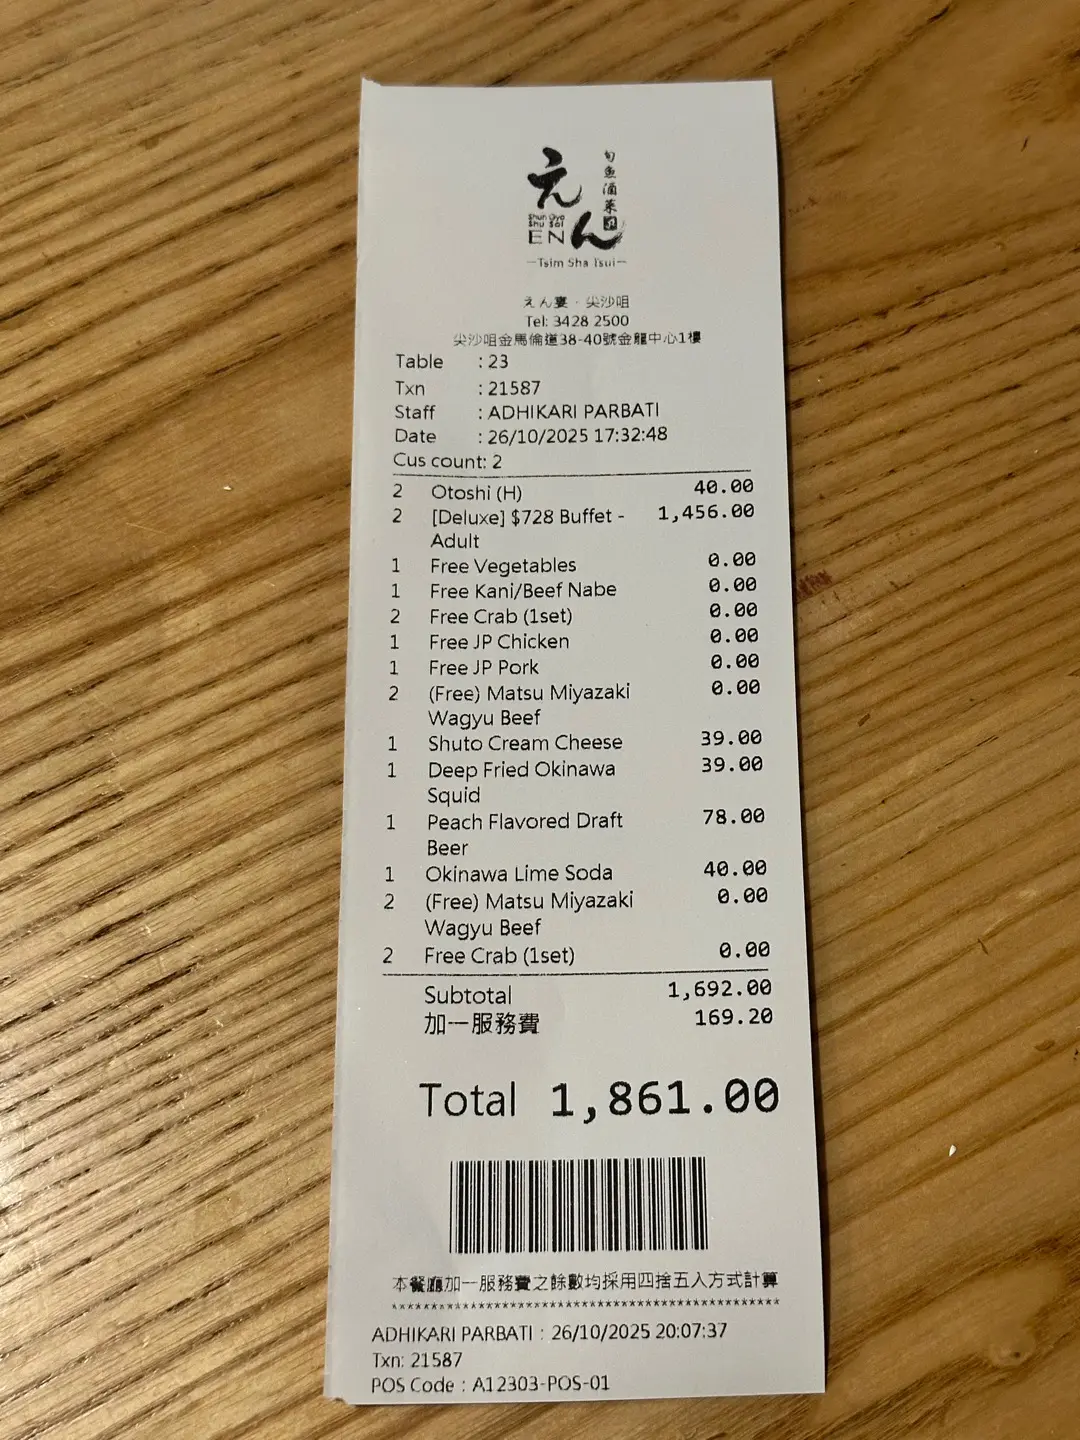 えん
旬魚酒菜
Shun Gyo
Shu Sai
EN
—Tsim Sha Tsui—
えん宴・尖沙咀
Tel: 3428 2500
尖沙咀金馬倫道38-40號金龍中心1樓
Table : 23
Txn : 21587
Staff : ADHIKARI PARBATI
Date : 26/10/2025 17:32:48
Cus count: 2
2 Otoshi (H) 40.00
2 [Deluxe] $728 Buffet - 1,456.00
Adult
1 Free Vegetables 0.00
1 Free Kani/Beef Nabe 0.00
2 Free Crab (1set) 0.00
1 Free JP Chicken 0.00
1 Free JP Pork 0.00
2 (Free) Matsu Miyazaki 0.00
Wagyu Beef
1 Shuto Cream Cheese 39.00
1 Deep Fried Okinawa 39.00
Squid
1 Peach Flavored Draft 78.00
Beer
1 Okinawa Lime Soda 40.00
2 (Free) Matsu Miyazaki 0.00
Wagyu Beef
2 Free Crab (1set) 0.00
Subtotal 1,692.00
加一服務費 169.20
Total 1,861.00
本餐廳加一服務費之餘數均採用四捨五入方式計算
ADHIKARI PARBATI : 26/10/2025 20:07:37
Txn: 21587
POS Code : A12303-POS-01